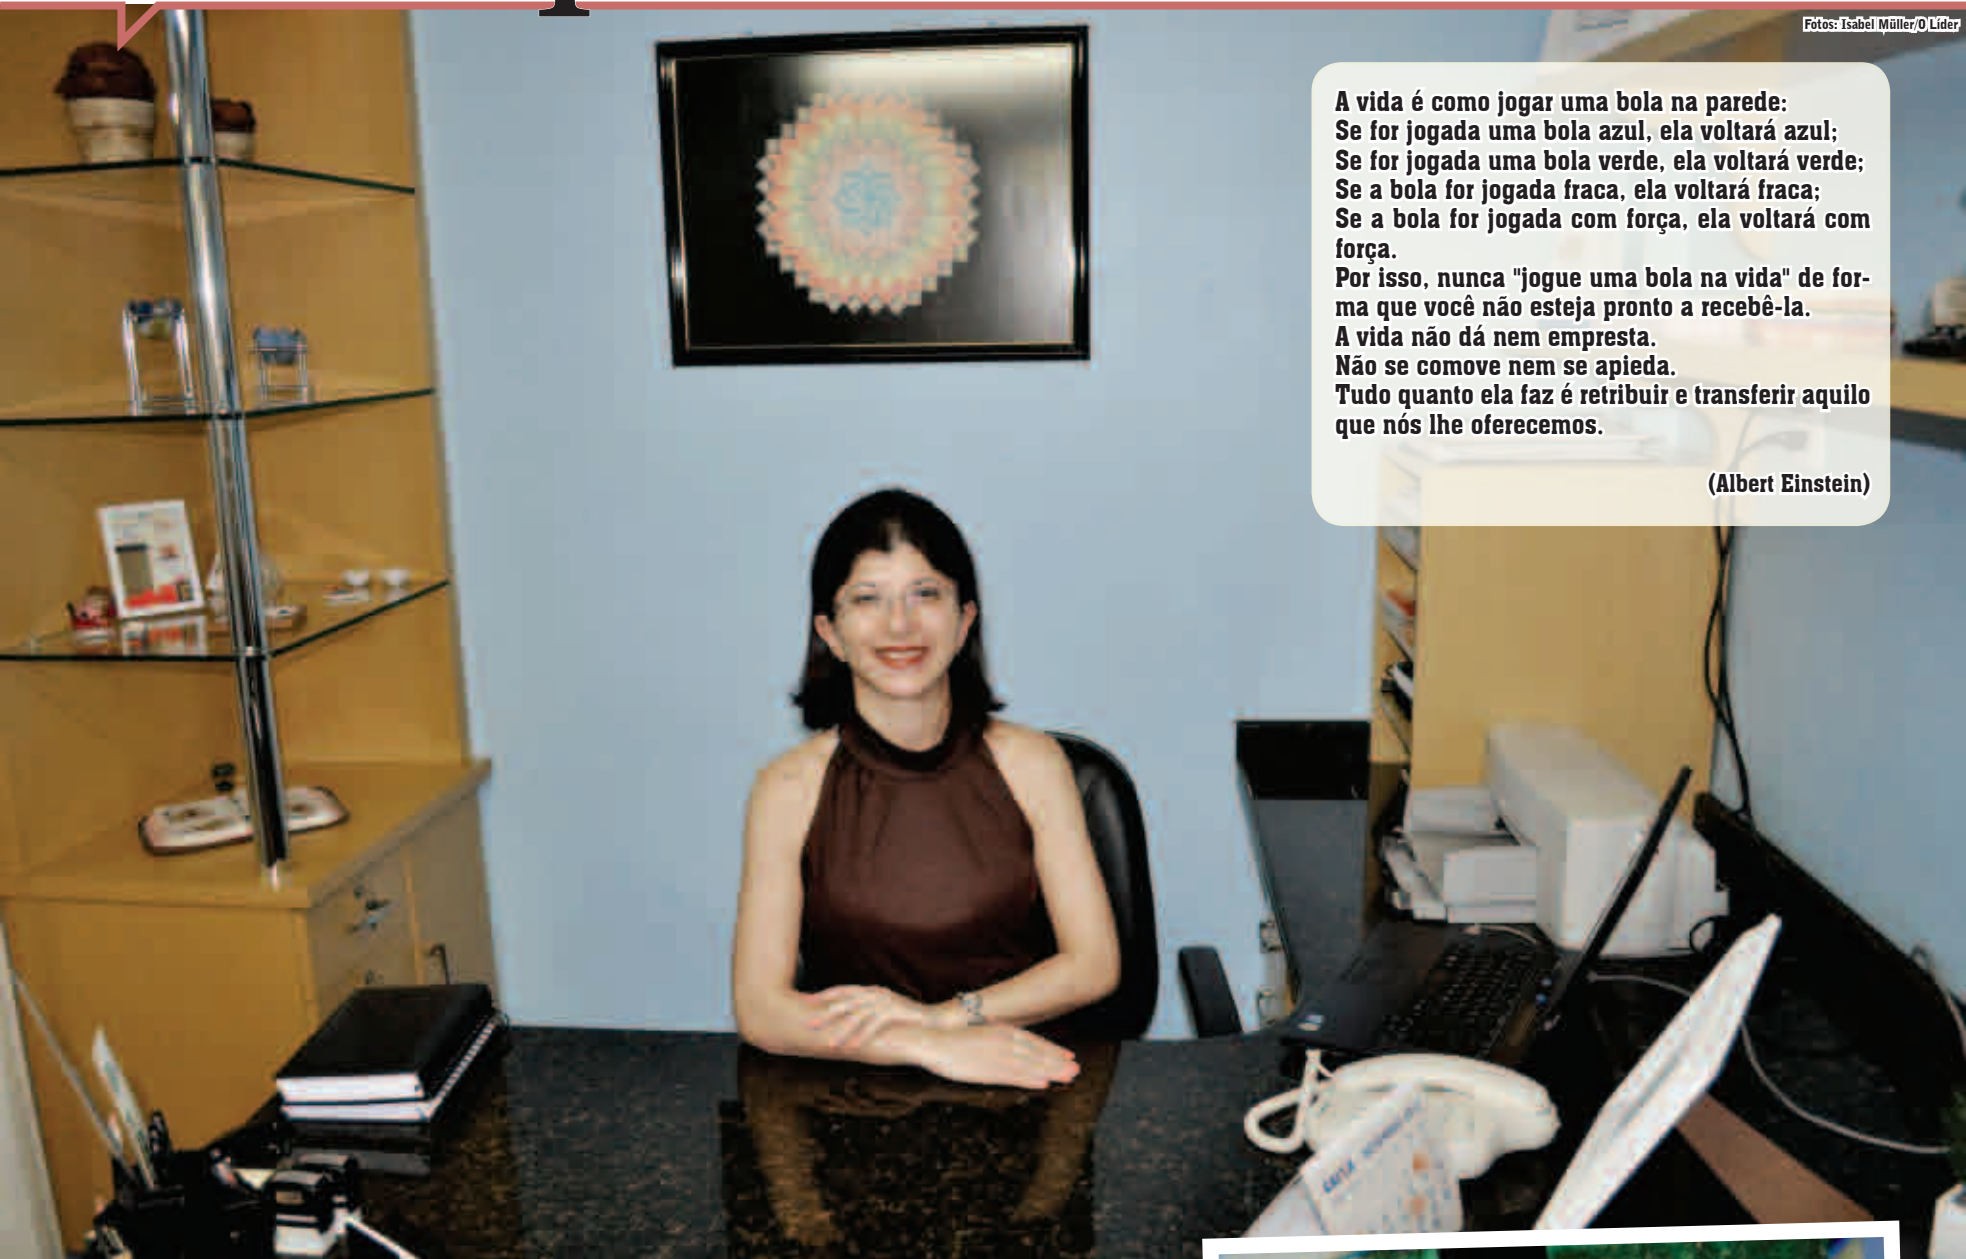 Fotos: Isabel Müller/O Líder
A vida é como jogar uma bola na parede:
Se for jogada uma bola azul, ela voltará azul;
Se for jogada uma bola verde, ela voltará verde;
Se a bola for jogada fraca, ela voltará fraca;
Se a bola for jogada com força, ela voltará com
força.
Por isso, nunca "jogue uma bola na vida" de for-
ma que você não esteja pronto a recebê-la.
A vida não dá nem empresta.
Não se comove nem se apieda.
Tudo quanto ela faz é retribuir e transferir aquilo
que nós lhe oferecemos.
(Albert Einstein)
CAIXA